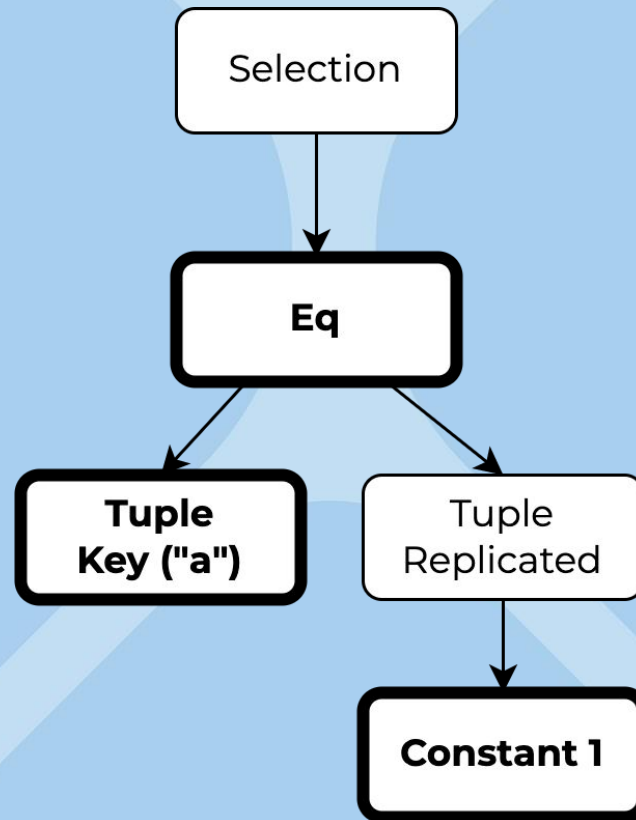 Selection
Eq
Tuple
Key ("a")
Tuple
Replicated
Constant 1